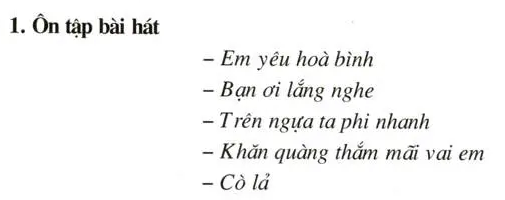 1. Ôn tập bài hát
– Em yêu hoà bình
– Bạn ơi lắng nghe
– Trên ngựa ta phi nhanh
– Khăn quàng thắm mãi vai em
– Cò lả